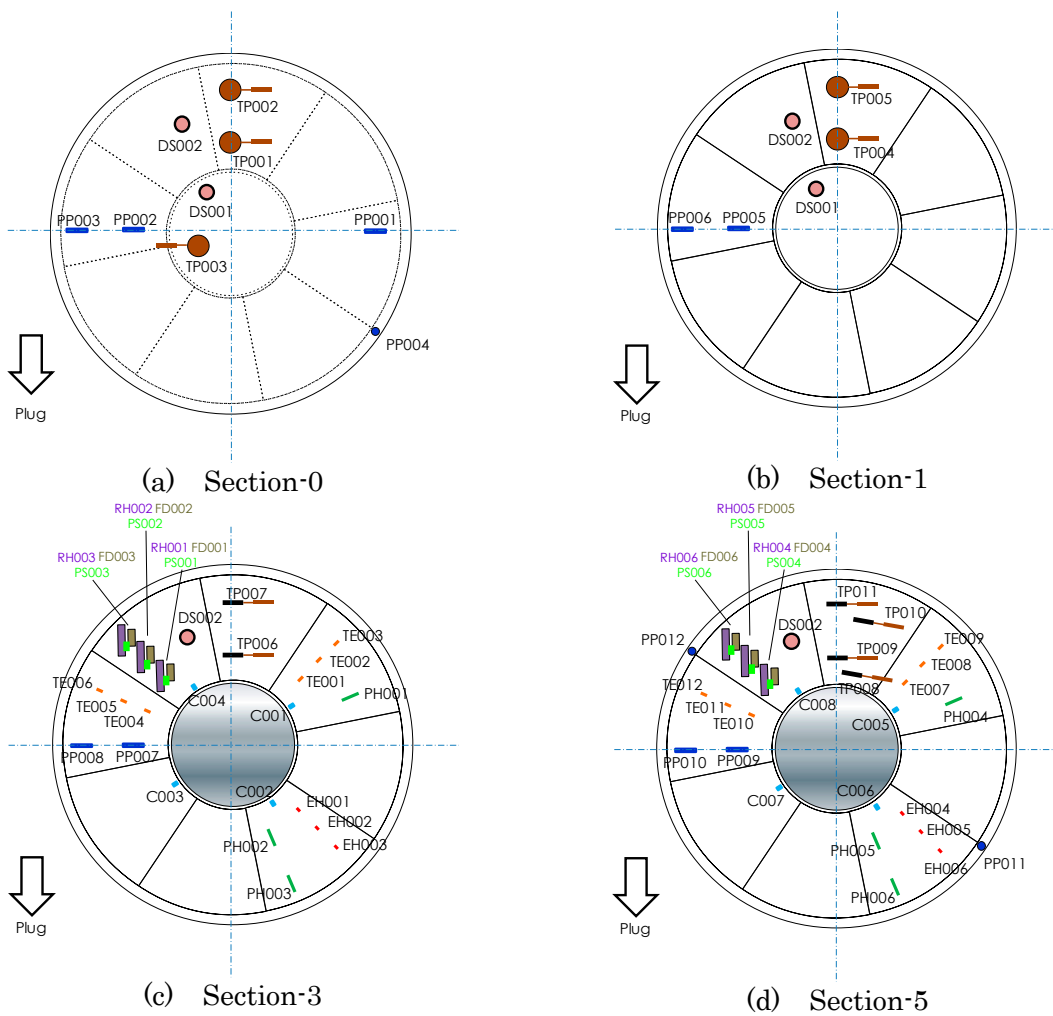 TP002
DS002
TP001
DS001
PP003 PP002
PP001
TP003
PP004
Plug
(a) Section-0
TP005
DS002
TP004
DS001
PP006 PP005
Plug
(b) Section-1
RH002 FD002
PS002
RH003 FD003
PS003
RH001 FD001
PS001
TP007
DS002
TP006
TE003
TE002
TE001
PH001
TE006
TE005
TE004
C004
C001
PP008 PP007
C003
C002
EH001
EH002
EH003
PH002
PH003
Plug
(c) Section-3
RH005 FD005
PS005
RH006 FD006
PS006
RH004 FD004
PS004
TP011
TP010
DS002
PP012
TP009
TP008
TE009
TE008
TE007
PH004
TE012
TE011
TE010
C008
C005
PP010 PP009
C007
C006
EH004
EH005
EH006
PP011
PH005
PH006
Plug
(d) Section-5